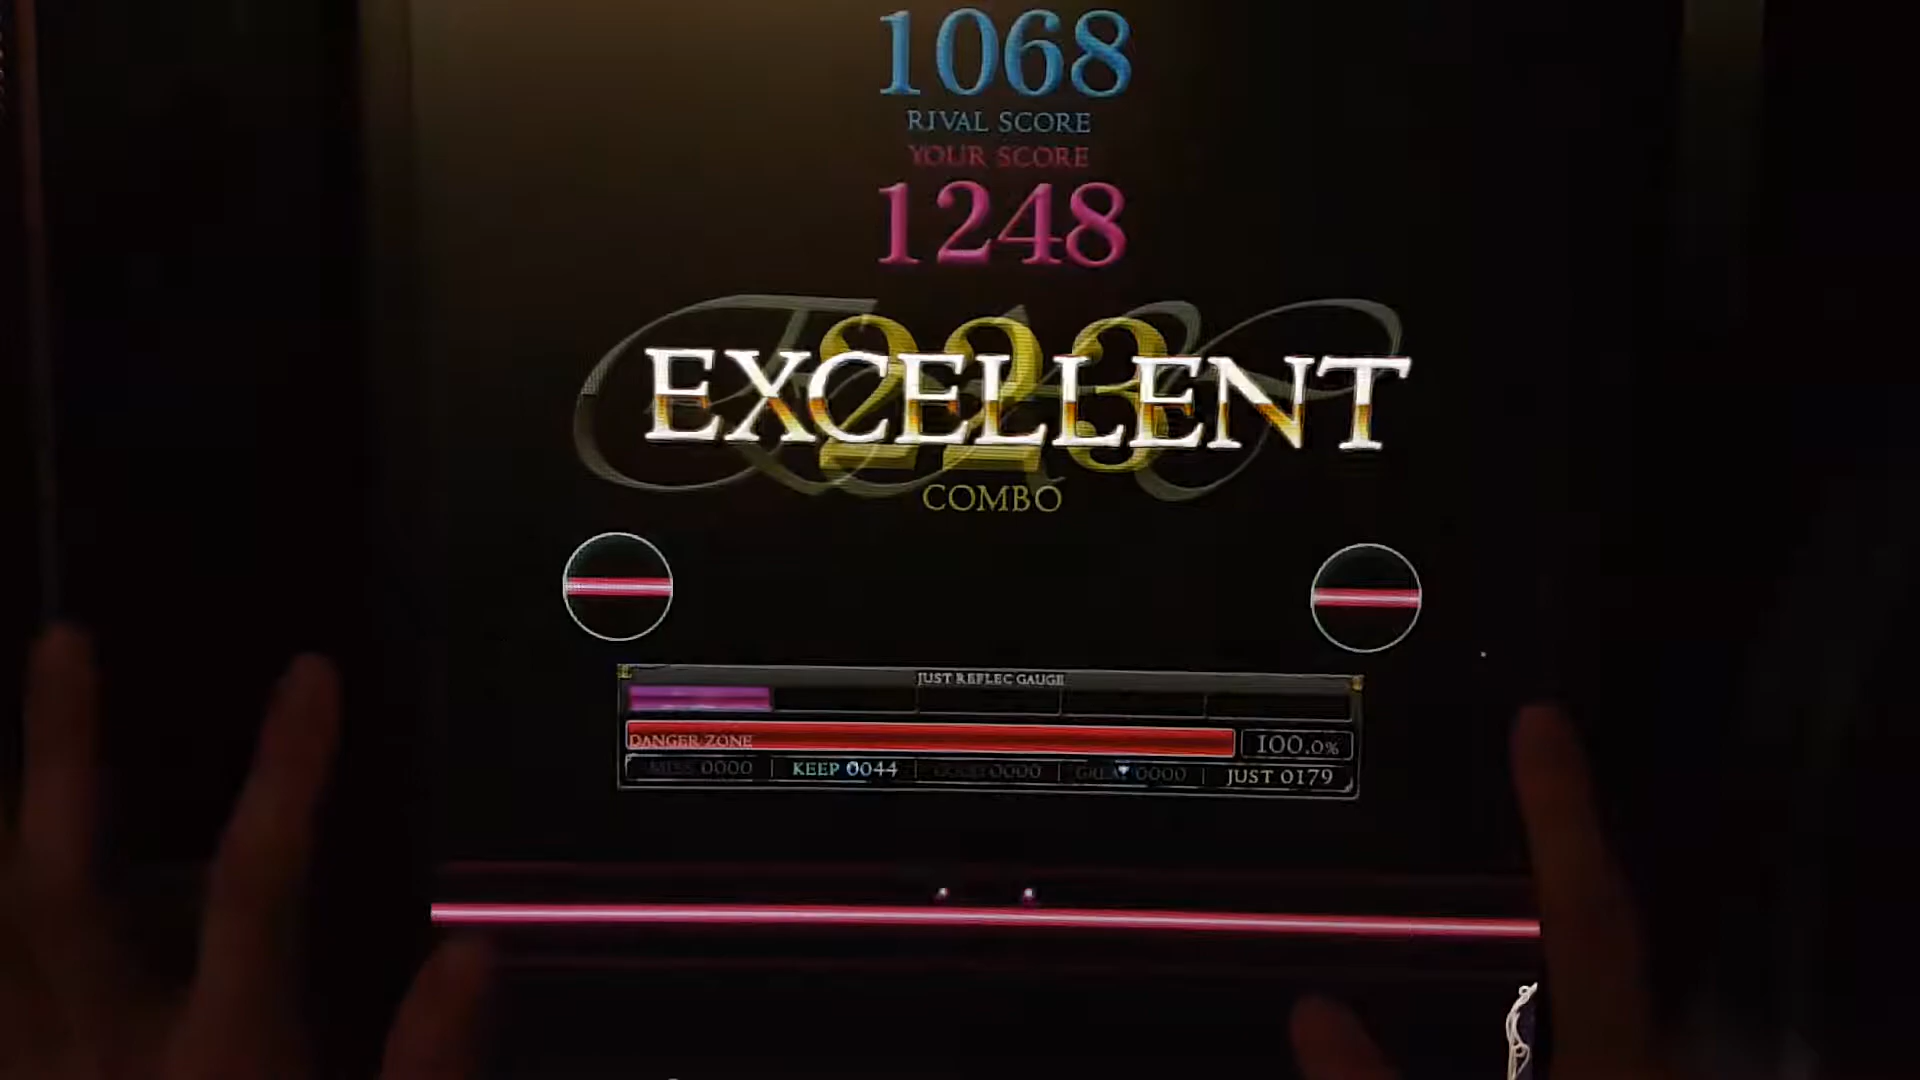 1068
RIVAL SCORE
YOUR SCORE
1248
223
EXCELLENT
COMBO
JUST REFLEC GAUGE
DANGER ZONE 100.0%
MISS 0000 KEEP 0044 GOOD 0000 GREAT 0000 JUST 0179